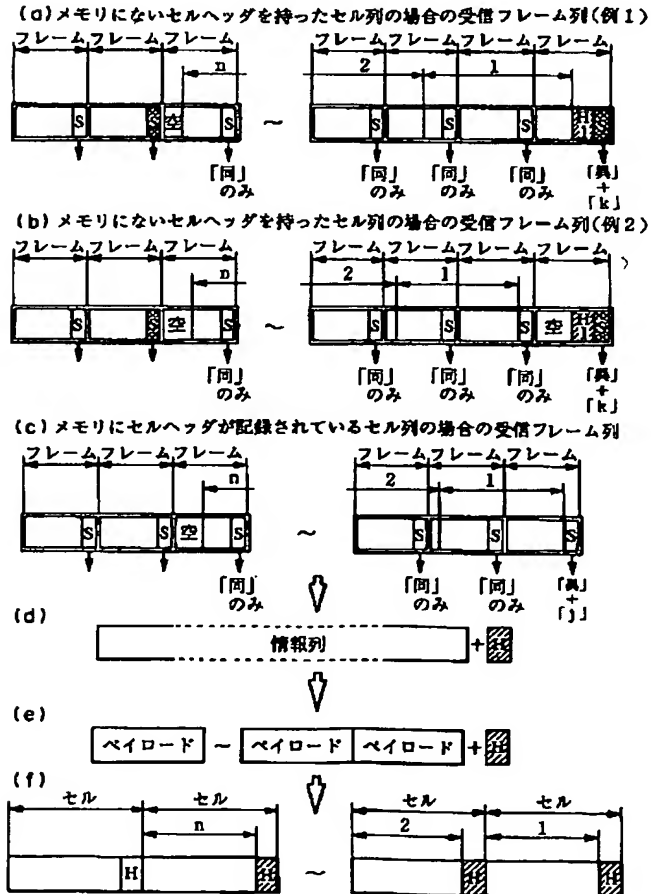 (a)メモリにないセルヘッダを持ったセル列の場合の受信フレーム列(例1)
フレーム フレーム フレーム フレーム フレーム フレーム フレーム
n 2 1
S S 空 S ～ S S S H S
「同」 「同」 「同」 「同」 「異」
のみ のみ のみ のみ +
「k」
(b)メモリにないセルヘッダを持ったセル列の場合の受信フレーム列(例2)
フレーム フレーム フレーム フレーム フレーム フレーム フレーム
n 2 1
S S 空 S ～ S S S 空 H S
「同」 「同」 「同」 「同」 「異」
のみ のみ のみ のみ +
「k」
(c)メモリにセルヘッダが記録されているセル列の場合の受信フレーム列
フレーム フレーム フレーム フレーム フレーム フレーム
n 2 1
S S 空 S ～ S S S
「同」 「同」 「同」 「異」
のみ のみ のみ +
「j」
(d)
情報列 + H
(e)
ペイロード ～ ペイロード ペイロード + H
(f)
セル セル セル セル
n 2 1
H H ～ H H